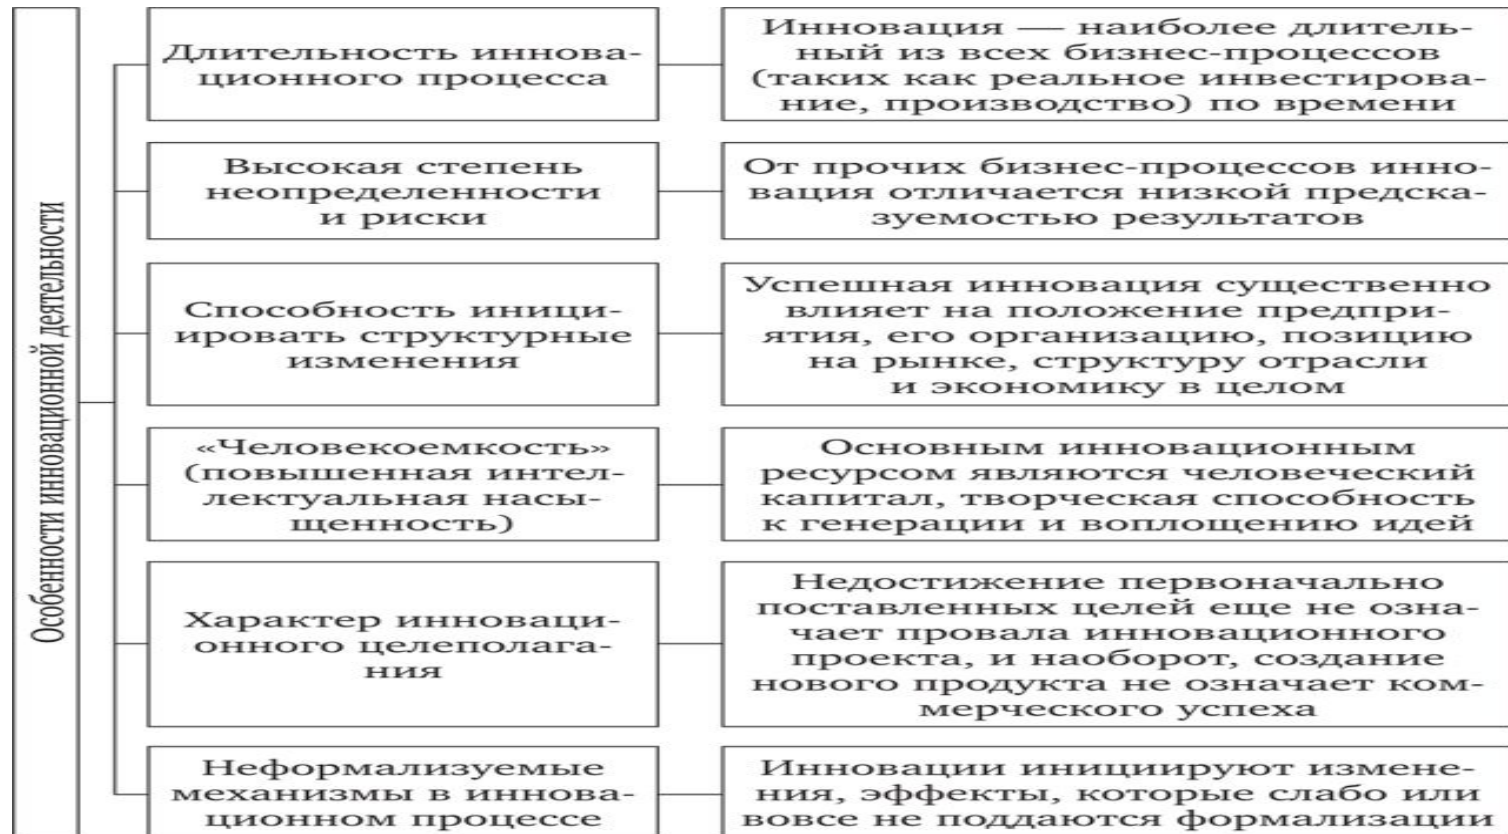 Особенности инновационной деятельности
Длительность иннова-
ционного процесса
Инновация — наиболее длитель-
ный из всех бизнес-процессов
(таких как реальное инвестирова-
ние, производство) по времени
Высокая степень
неопределенности
и риски
От прочих бизнес-процессов инно-
вация отличается низкой предска-
зуемостью результатов
Способность иници-
ировать структурные
изменения
Успешная инновация существенно
влияет на положение предпри-
ятия, его организацию, позицию
на рынке, структуру отрасли
и экономику в целом
«Человекоемкость»
(повышенная интел-
лектуальная насы-
щенность)
Основным инновационным
ресурсом являются человеческий
капитал, творческая способность
к генерации и воплощению идей
Характер инноваци-
онного целеполага-
ния
Недостижение первоначально
поставленных целей еще не озна-
чает провала инновационного
проекта, и наоборот, создание
нового продукта не означает ком-
мерческого успеха
Неформализуемые
механизмы в иннова-
ционном процессе
Инновации инициируют измене-
ния, эффекты, которые слабо или
вовсе не поддаются формализации